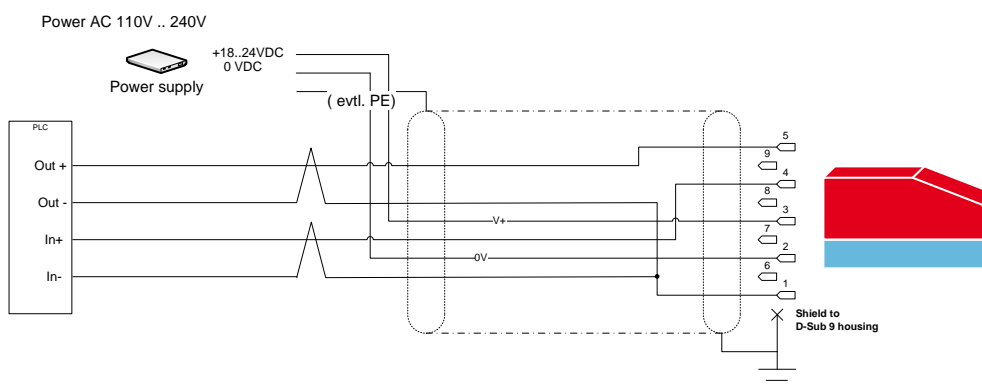 Power AC 110V .. 240V
+18..24VDC
0 VDC
Power supply
( evtl. PE)
PLC
Out +
Out -
In+
In-
V+
0V
5
9
4
8
3
7
2
6
1
Shield to
D-Sub 9 housing